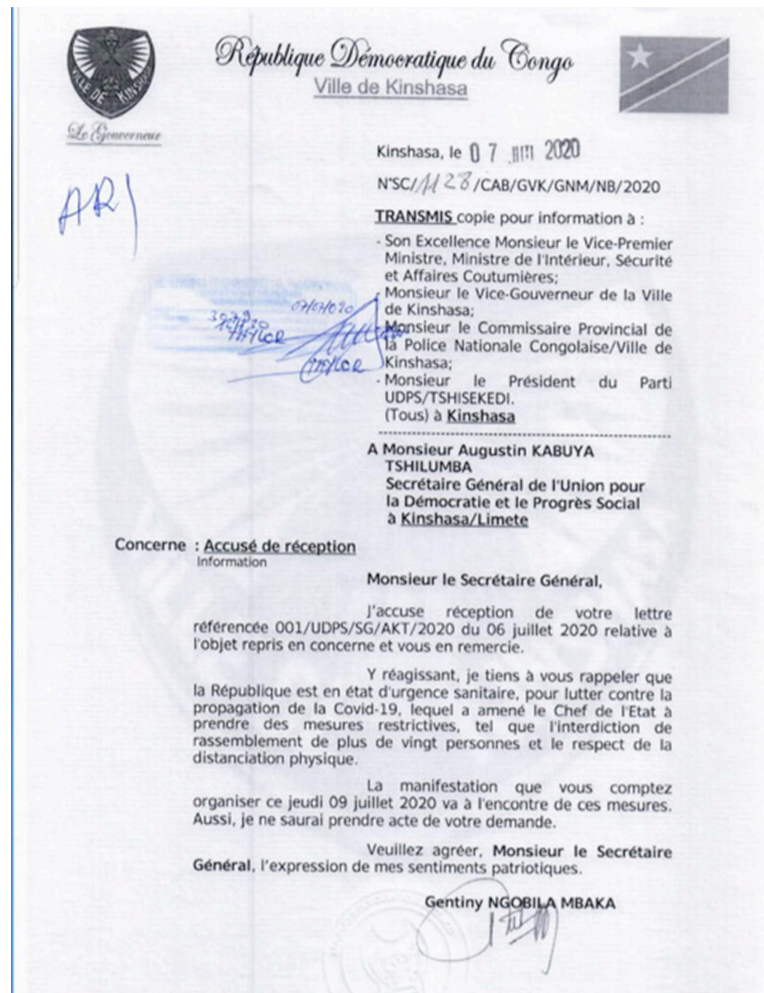 République Démocratique du Congo
Ville de Kinshasa
VILLE DE KINSHASA
Le Gouverneur
Kinshasa, le 07 2020
N°SC/1128/CAB/GVK/GNM/NB/2020
TRANSMIS copie pour information à :
- Son Excellence Monsieur le Vice-Premier
Ministre, Ministre de l'Intérieur, Sécurité
et Affaires Coutumières;
- Monsieur le Vice-Gouverneur de la Ville
de Kinshasa;
- Monsieur le Commissaire Provincial de
la Police Nationale Congolaise/Ville de
Kinshasa;
- Monsieur le Président du Parti
UDPS/TSHISEKEDI.
(Tous) à Kinshasa
A Monsieur Augustin KABUYA
TSHILUMBA
Secrétaire Général de l'Union pour
la Démocratie et le Progrès Social
à Kinshasa/Limete
Concerne : Accusé de réception
Information
Monsieur le Secrétaire Général,
J'accuse réception de votre lettre
référencée 001/UDPS/SG/AKT/2020 du 06 juillet 2020 relative à
l'objet repris en concerne et vous en remercie.
Y réagissant, je tiens à vous rappeler que
la République est en état d'urgence sanitaire, pour lutter contre la
propagation de la Covid-19, lequel a amené le Chef de l'Etat à
prendre des mesures restrictives, tel que l'interdiction de
rassemblement de plus de vingt personnes et le respect de la
distanciation physique.
La manifestation que vous comptez
organiser ce jeudi 09 juillet 2020 va à l'encontre de ces mesures.
Aussi, je ne saurai prendre acte de votre demande.
Veuillez agréer, Monsieur le Secrétaire
Général, l'expression de mes sentiments patriotiques.
Gentiny NGOBILA MBAKA